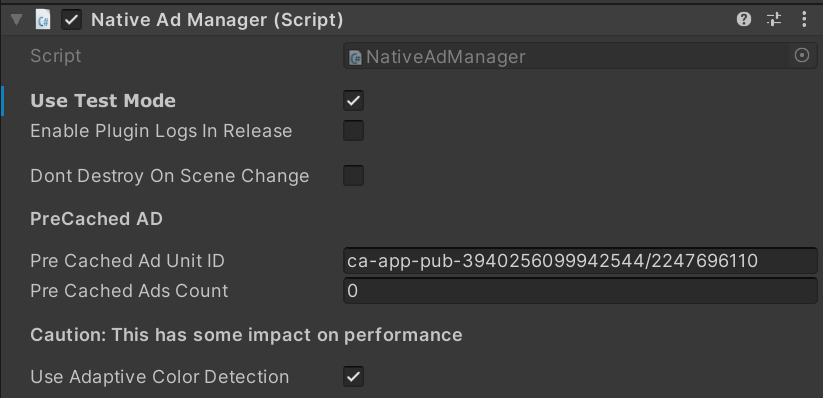 Native Ad Manager (Script)
Script NativeAdManager
Use Test Mode
Enable Plugin Logs In Release
Dont Destroy On Scene Change
PreCached AD
Pre Cached Ad Unit ID ca-app-pub-3940256099942544/2247696110
Pre Cached Ads Count 0
Caution: This has some impact on performance
Use Adaptive Color Detection